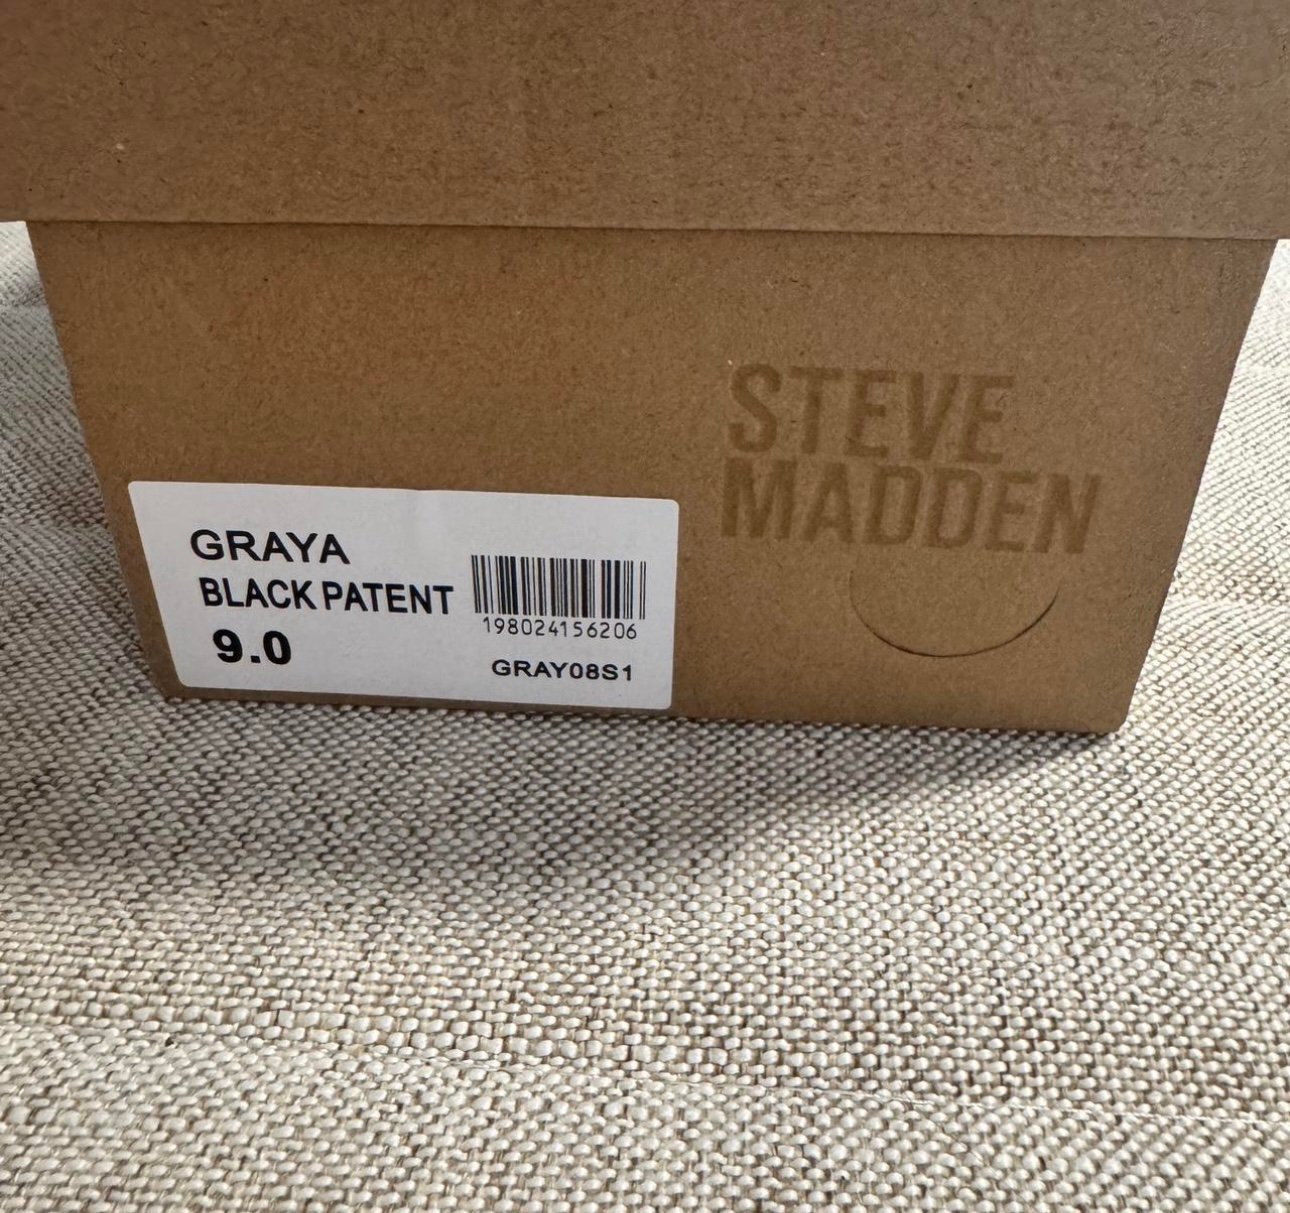 STEVE
MADDEN
GRAYA
BLACK PATENT
9.0
198024156206
GRAY08S1